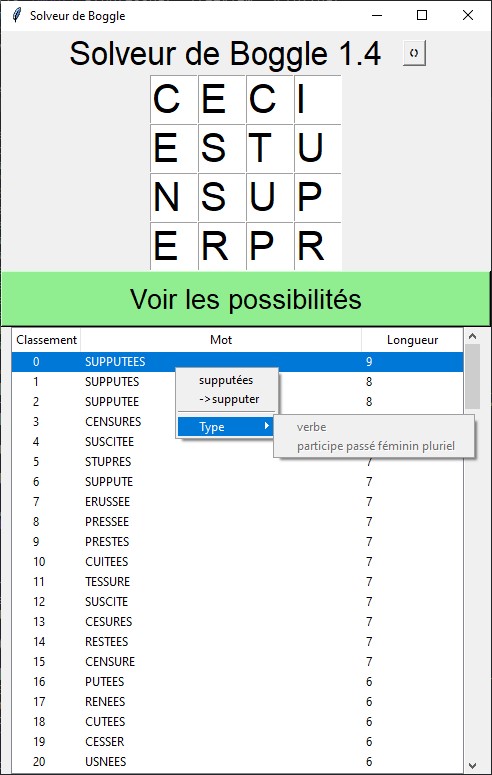 Solveur de Boggle
Solveur de Boggle 1.4
C E C I
E S T U
N S U P
E R P R
Voir les possibilités
Classement Mot Longueur
0 SUPPUTEES 9
1 SUPPUTES 8
supputées
2 SUPPUTEE 8
->supputer
3 CENSURES
Type
verbe
4 SUSCITEE
participe passé féminin pluriel
5 STUPRES 7
6 SUPPUTE 7
7 ERUSSEE 7
8 PRESSEE 7
9 PRESTES 7
10 CUITEES 7
11 TESSURE 7
12 SUSCITE 7
13 CESURES 7
14 RESTEES 7
15 CENSURE 7
16 PUTEES 6
17 RENEES 6
18 CUTEES 6
19 CESSER 6
20 USNEES 6